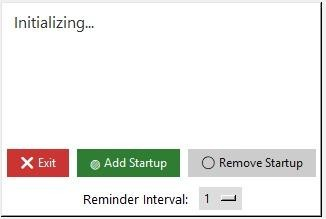 Initializing...
Exit Add Startup Remove Startup
Reminder Interval: 1